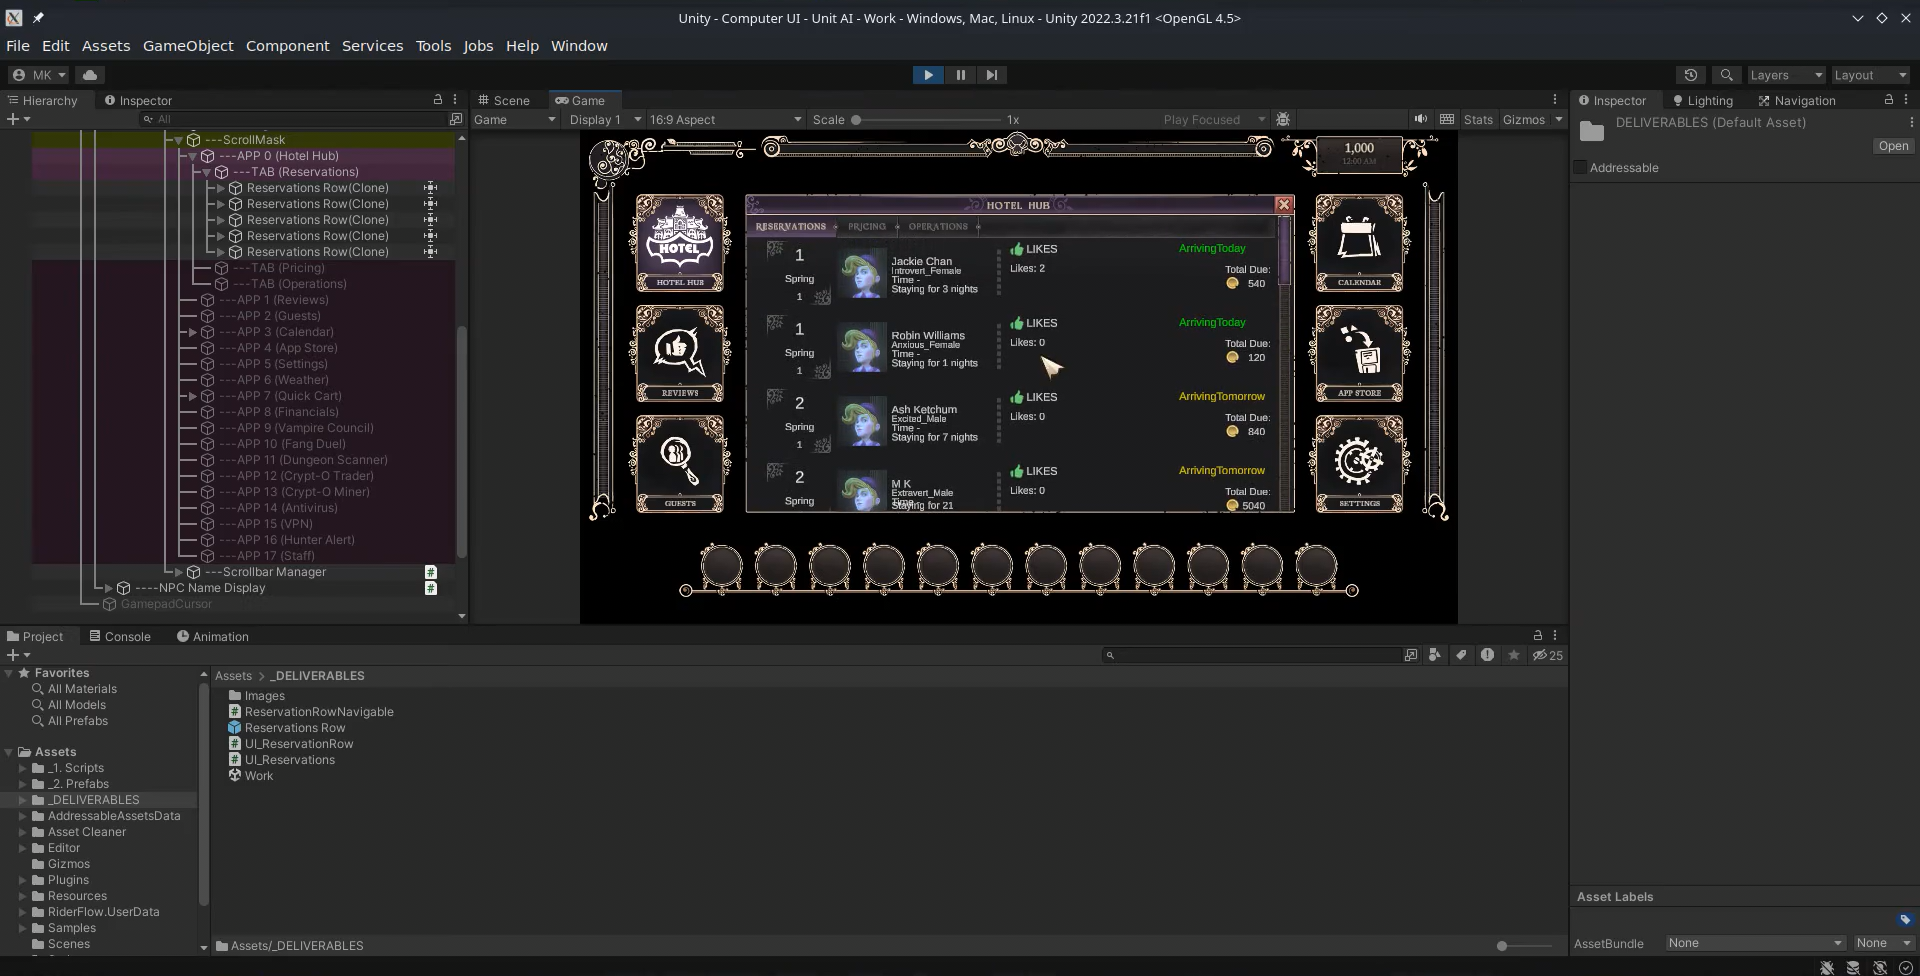 Unity - Computer UI - Unit AI - Work - Windows, Mac, Linux - Unity 2022.3.21f1 <OpenGL 4.5>
File Edit Assets GameObject Component Services Tools Jobs Help Window
MK Layers Layout
Hierarchy Inspector
All
---ScrollMask
---APP 0 (Hotel Hub)
---TAB (Reservations)
Reservations Row(Clone)
Reservations Row(Clone)
Reservations Row(Clone)
Reservations Row(Clone)
Reservations Row(Clone)
---TAB (Pricing)
---TAB (Operations)
---APP 1 (Reviews)
---APP 2 (Guests)
---APP 3 (Calendar)
---APP 4 (App Store)
---APP 5 (Settings)
---APP 6 (Weather)
---APP 7 (Quick Cart)
---APP 8 (Financials)
---APP 9 (Vampire Council)
---APP 10 (Fang Duel)
---APP 11 (Dungeon Scanner)
---APP 12 (Crypt-O Trader)
---APP 13 (Crypt-O Miner)
---APP 14 (Antivirus)
---APP 15 (VPN)
---APP 16 (Hunter Alert)
---APP 17 (Staff)
---Scrollbar Manager
----NPC Name Display
GamepadCursor
Scene Game
Game Display 1 16:9 Aspect Scale 1x Play Focused Stats Gizmos
1,000
12:00 AM
HOTEL HUB
RESERVATIONS PRICING OPERATIONS
HOTEL
HOTEL HUB
REVIEWS
GUESTS
1
Spring
1
Jackie Chan
Introvert_Female
Time -
Staying for 3 nights
LIKES
Likes: 2
ArrivingToday
Total Due:
540
1
Spring
1
Robin Williams
Anxious_Female
Time -
Staying for 1 nights
LIKES
Likes: 0
ArrivingToday
Total Due:
120
2
Spring
1
Ash Ketchum
Excited_Male
Time -
Staying for 7 nights
LIKES
Likes: 0
ArrivingTomorrow
Total Due:
840
2
Spring
M K
Extravert_Male
Time -
Staying for 21
LIKES
Likes: 0
ArrivingTomorrow
Total Due:
5040
CALENDAR
APP STORE
SETTINGS
Inspector Lighting Navigation
DELIVERABLES (Default Asset)
Open
Addressable
Project Console Animation
25
Favorites
All Materials
All Models
All Prefabs
Assets
_1. Scripts
_2. Prefabs
_DELIVERABLES
AddressableAssetsData
Asset Cleaner
Editor
Gizmos
Plugins
Resources
RiderFlow.UserData
Samples
Scenes
Assets > _DELIVERABLES
Images
ReservationRowNavigable
Reservations Row
UI_ReservationRow
UI_Reservations
Work
Assets/_DELIVERABLES
Asset Labels
AssetBundle None None